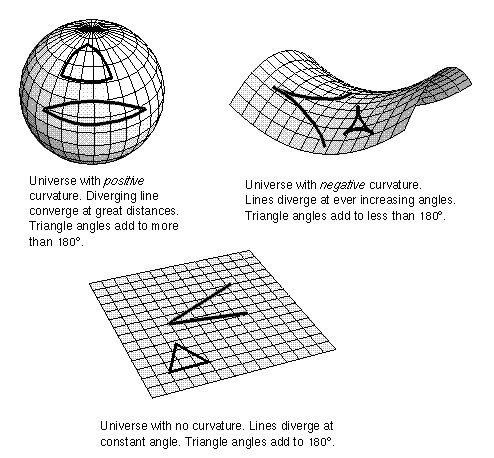 Universe with positive
curvature. Diverging line
converge at great distances.
Triangle angles add to more
than 180°.
Universe with negative curvature.
Lines diverge at ever increasing angles.
Triangle angles add to less than 180°.
Universe with no curvature. Lines diverge at
constant angle. Triangle angles add to 180°.